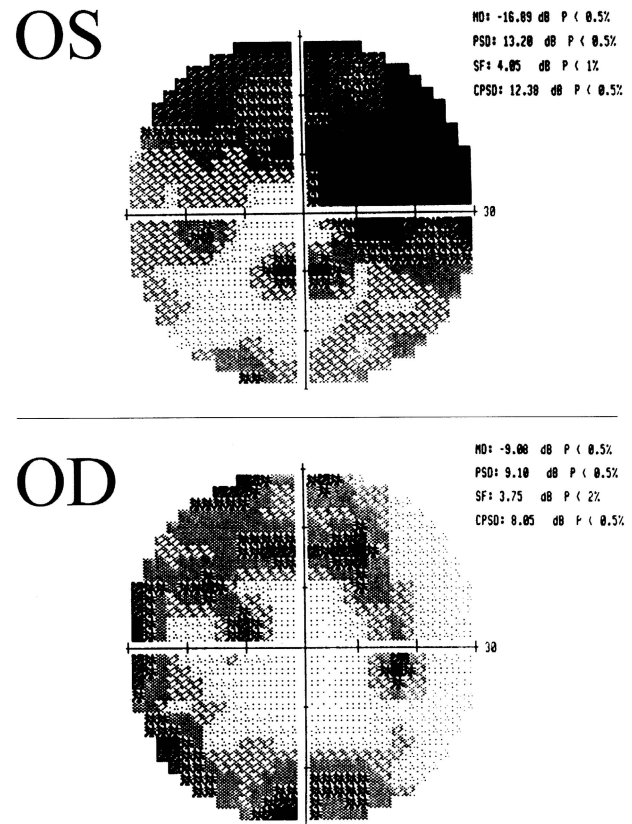 OS
MD: -16.89 dB P < 0.5%
PSD: 13.20 dB P < 0.5%
SF: 4.05 dB P < 1%
CPSD: 12.38 dB P < 0.5%
30
OD
MD: -9.08 dB P < 0.5%
PSD: 9.10 dB P < 0.5%
SF: 3.75 dB P < 2%
CPSD: 8.05 dB P < 0.5%
30